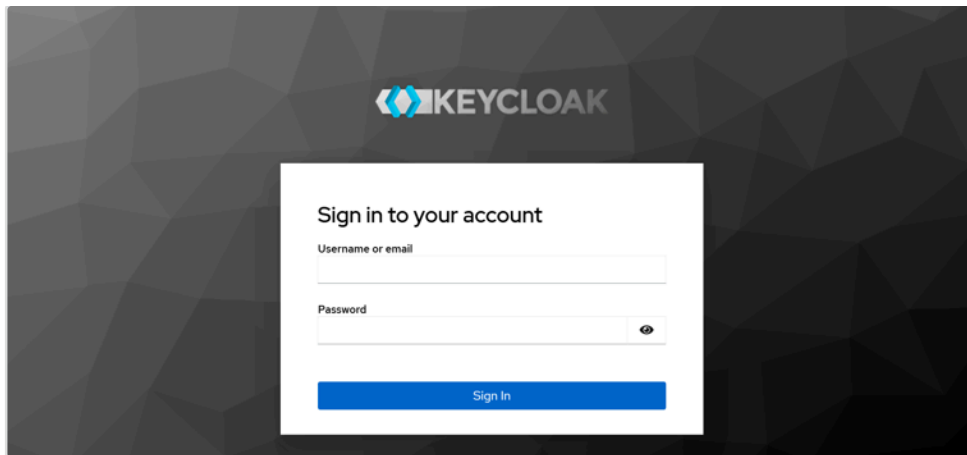 KEYCLOAK
Sign in to your account
Username or email
Password
Sign In